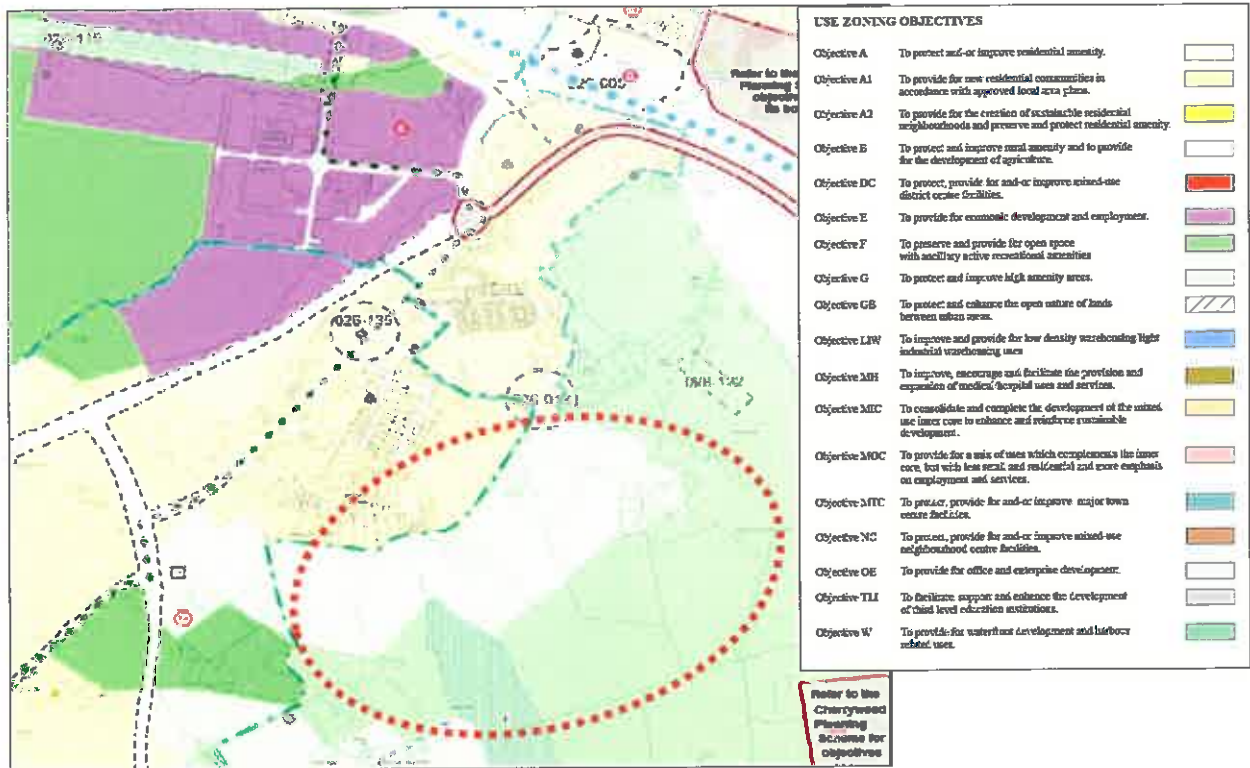 026-135
Refer to the
Planning
objectiv
its bo
Refer to the
Cherrywood
Planning
Scheme for
objectives
USE ZONING OBJECTIVES
Objective A To protect and-or improve residential amenity.
Objective A1 To provide for new residential communities in
accordance with approved local area plans.
Objective A2 To provide for the creation of sustainable residential
neighbourhoods and preserve and protect residential amenity.
Objective B To protect and improve rural amenity and to provide
for the development of agriculture.
Objective DC To protect, provide for and-or improve mixed-use
district centre facilities.
Objective E To provide for economic development and employment.
Objective F To preserve and provide for open space
with ancillary active recreational amenities
Objective G To protect and improve high amenity areas.
Objective GB To protect and enhance the open nature of lands
between urban areas.
Objective LIW To improve and provide for low density warehousing light
industrial warehousing uses
Objective MH To improve, encourage and facilitate the provision and
expansion of medical/hospital uses and services.
Objective MIC To consolidate and complete the development of the mixed
use inner core to enhance and reinforce sustainable
development.
Objective MOC To provide for a mix of uses which complements the inner
core, but with less retail and residential and more emphasis
on employment and services.
Objective MTC To protect, provide for and-or improve major town
centre facilities.
Objective NC To protect, provide for and-or improve mixed-use
neighbourhood centre facilities.
Objective OE To provide for office and enterprise development.
Objective TLI To facilitate, support and enhance the development
of third level education institutions.
Objective W To provide for waterfront development and harbour
related uses.